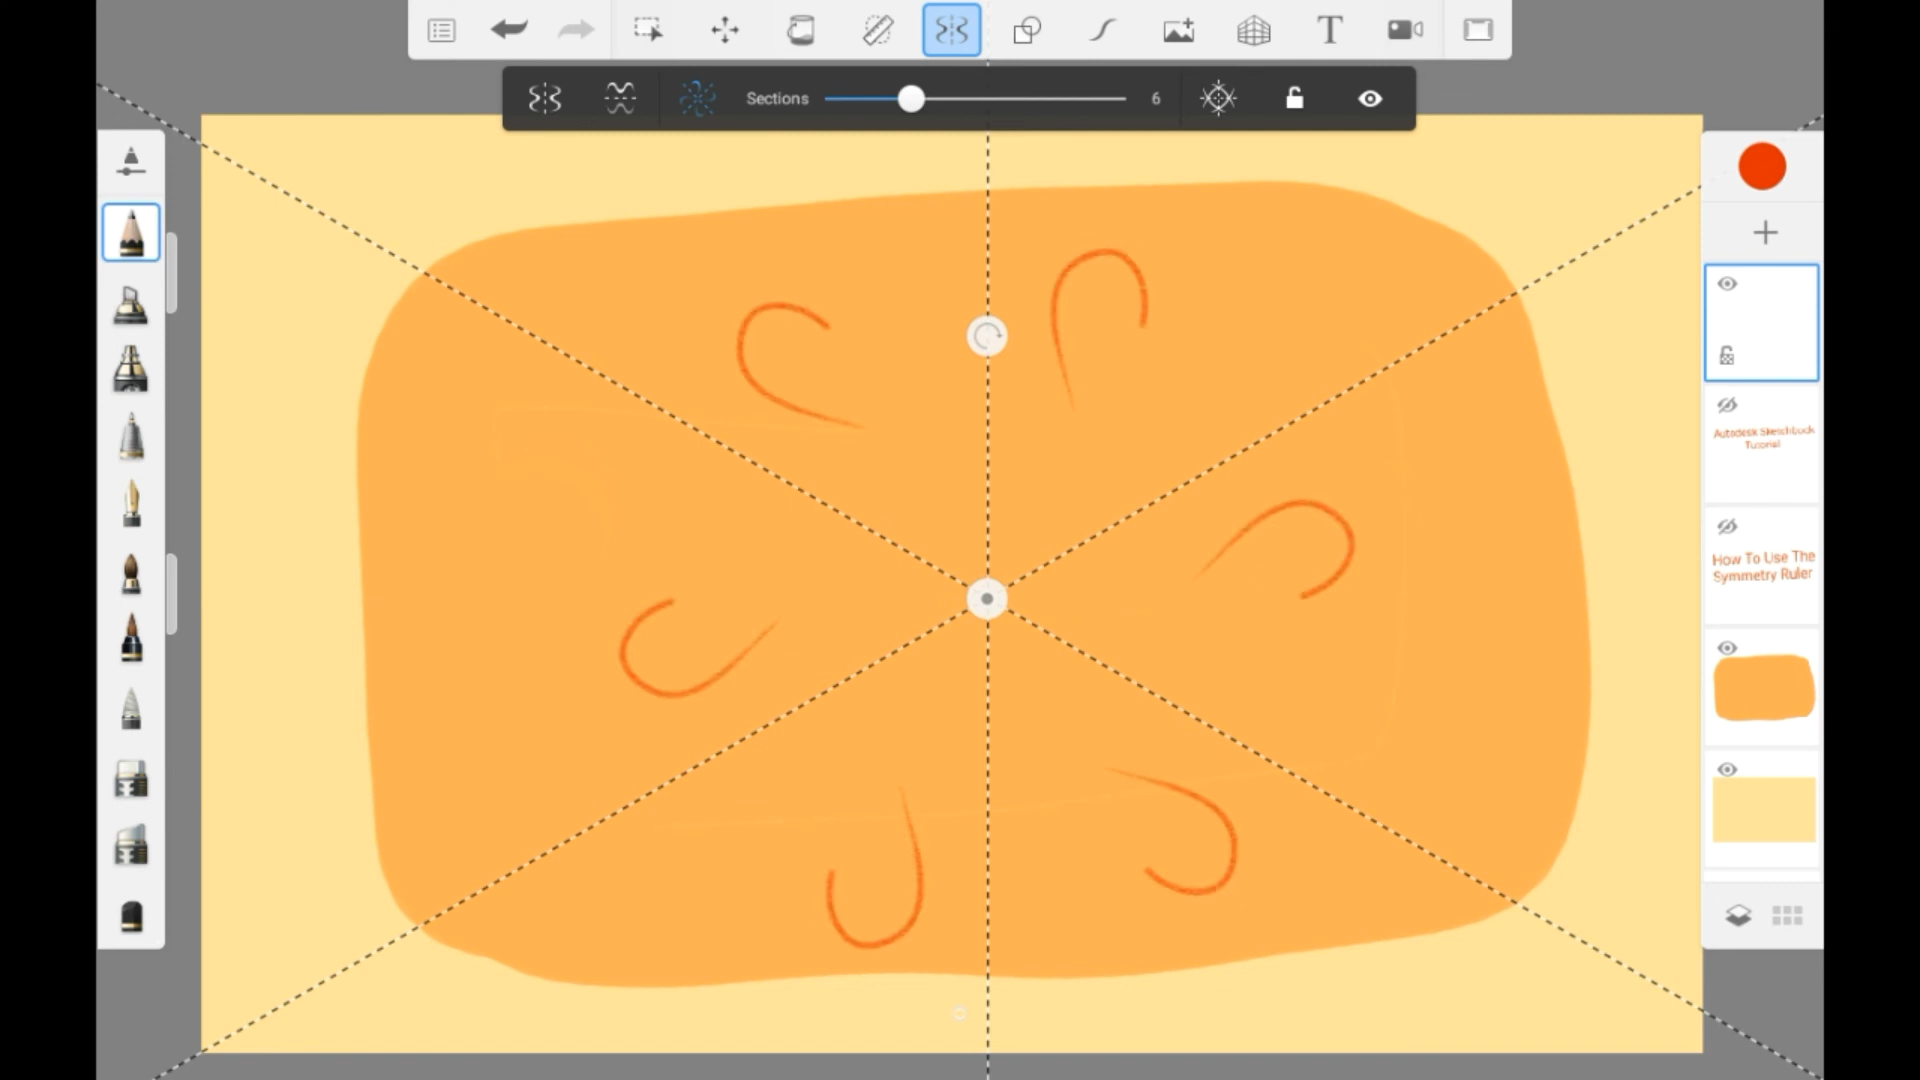 Sections 6
Autodesk Sketchbook
Tutorial
How To Use The
Symmetry Ruler
T